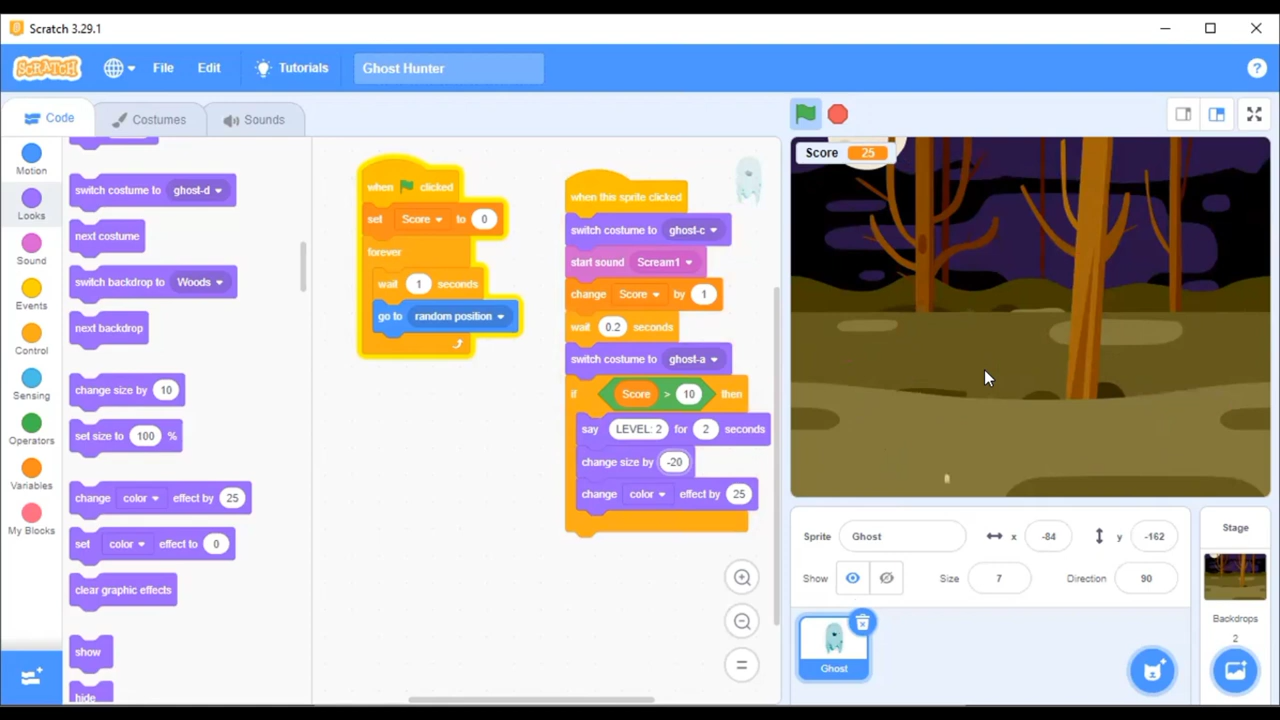 Scratch 3.29.1
SCRATCH
File
Edit
Tutorials
Ghost Hunter
?
Code
Costumes
Sounds
Motion
Looks
Sound
Events
Control
Sensing
Operators
Variables
My Blocks
switch costume to ghost-d
next costume
switch backdrop to Woods
next backdrop
change size by 10
set size to 100 %
change color effect by 25
set color effect to 0
clear graphic effects
show
hide
when clicked
set Score to 0
forever
wait 1 seconds
go to random position
when this sprite clicked
switch costume to ghost-c
start sound Scream1
change Score by 1
wait 0.2 seconds
switch costume to ghost-a
if Score > 10 then
say LEVEL: 2 for 2 seconds
change size by -20
change color effect by 25
Score 25
Sprite Ghost x -84 y -162
Show Size 7 Direction 90
Ghost
Stage
Backdrops
2